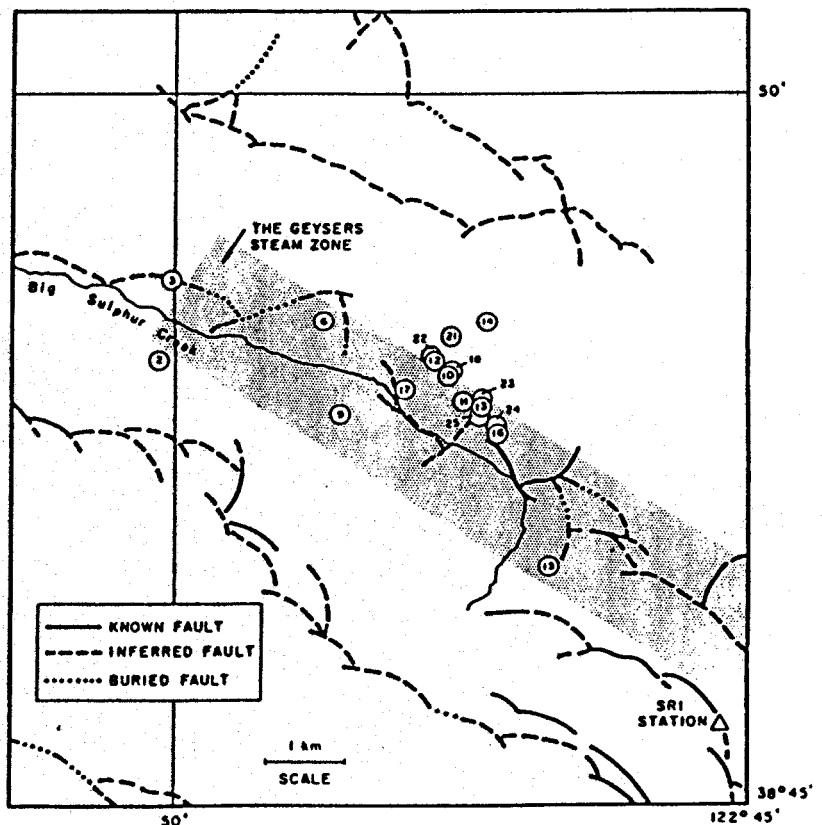 50'
THE GEYSERS
STEAM ZONE
3
Big Sulphur Creek
6
14
21
22
12
18
10
2
17
23
11
13
9
24
25
16
15
KNOWN FAULT
INFERRED FAULT
BURIED FAULT
SRI
STATION
1 km
SCALE
38°45'
50'
122°45'